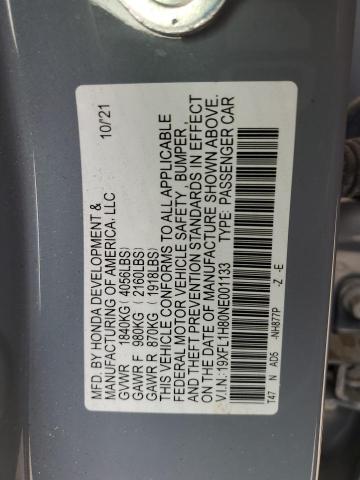 MFD. BY HONDA DEVELOPMENT &
MANUFACTURING OF AMERICA, LLC 10/'21
GVWR 1840KG (4056LBS)
GAWR F 980KG (2160LBS)
GAWR R 870KG (1918LBS)
THIS VEHICLE CONFORMS TO ALL APPLICABLE
FEDERAL MOTOR VEHICLE SAFETY, BUMPER,
AND THEFT PREVENTION STANDARDS IN EFFECT
ON THE DATE OF MANUFACTURE SHOWN ABOVE.
V.I.N.:19XFL1H80NE001133 TYPE: PASSENGER CAR
T47 N AD5 -NH877P -Z -E